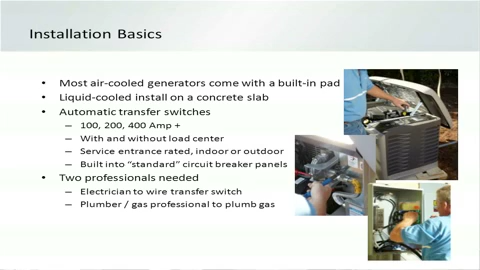 Installation Basics
• Most air-cooled generators come with a built-in pad
• Liquid-cooled install on a concrete slab
• Automatic transfer switches
– 100, 200, 400 Amp +
– With and without load center
– Service entrance rated, indoor or outdoor
– Built into “standard” circuit breaker panels
• Two professionals needed
– Electrician to wire transfer switch
– Plumber / gas professional to plumb gas